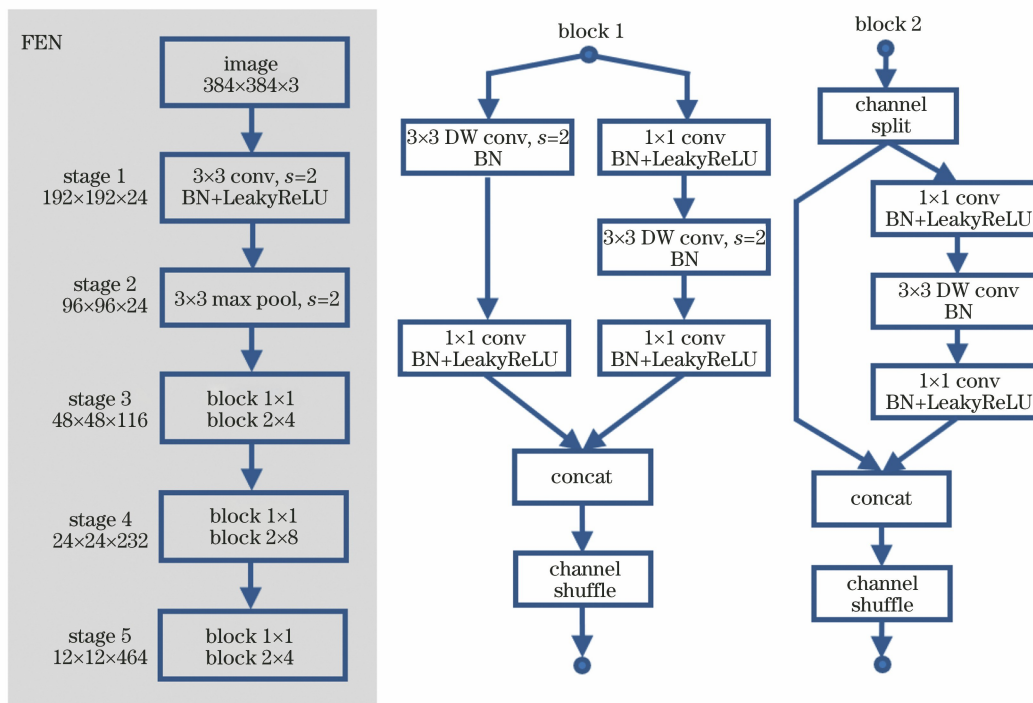 FEN
image
384×384×3
stage 1
192×192×24
3×3 conv, s=2
BN+LeakyReLU
stage 2
96×96×24
3×3 max pool, s=2
stage 3
48×48×116
block 1×1
block 2×4
stage 4
24×24×232
block 1×1
block 2×8
stage 5
12×12×464
block 1×1
block 2×4
block 1
3×3 DW conv, s=2
BN
1×1 conv
BN+LeakyReLU
1×1 conv
BN+LeakyReLU
3×3 DW conv, s=2
BN
1×1 conv
BN+LeakyReLU
concat
channel
shuffle
block 2
channel
split
1×1 conv
BN+LeakyReLU
3×3 DW conv
BN
1×1 conv
BN+LeakyReLU
concat
channel
shuffle